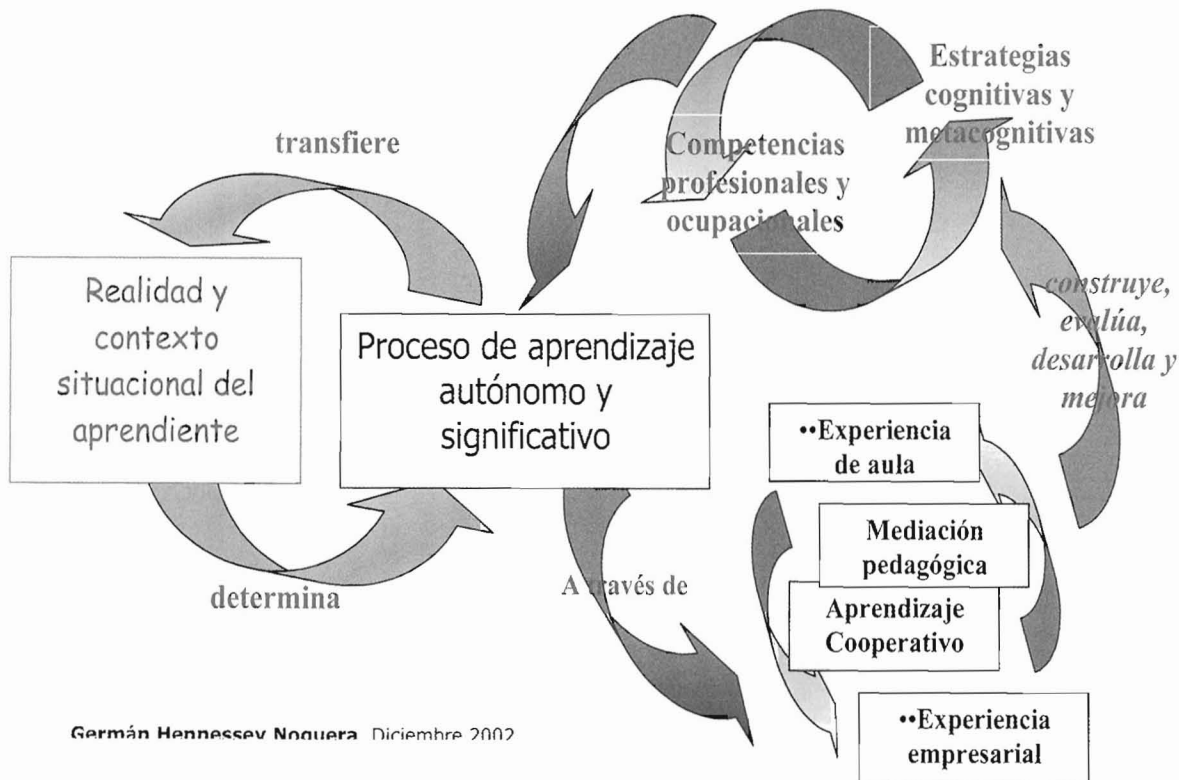 Estrategias
cognitivas y
metacognitivas
transfiere
Competencias
profesionales y
ocupacionales
Realidad y
contexto
situacional del
aprendiente
Proceso de aprendizaje
autónomo y
significativo
construye,
evalúa,
desarrolla y
mejora
••Experiencia
de aula
Mediación
pedagógica
determina
A través de
Aprendizaje
Cooperativo
••Experiencia
empresarial
Germán Hennessey Noguera Diciembre 2002